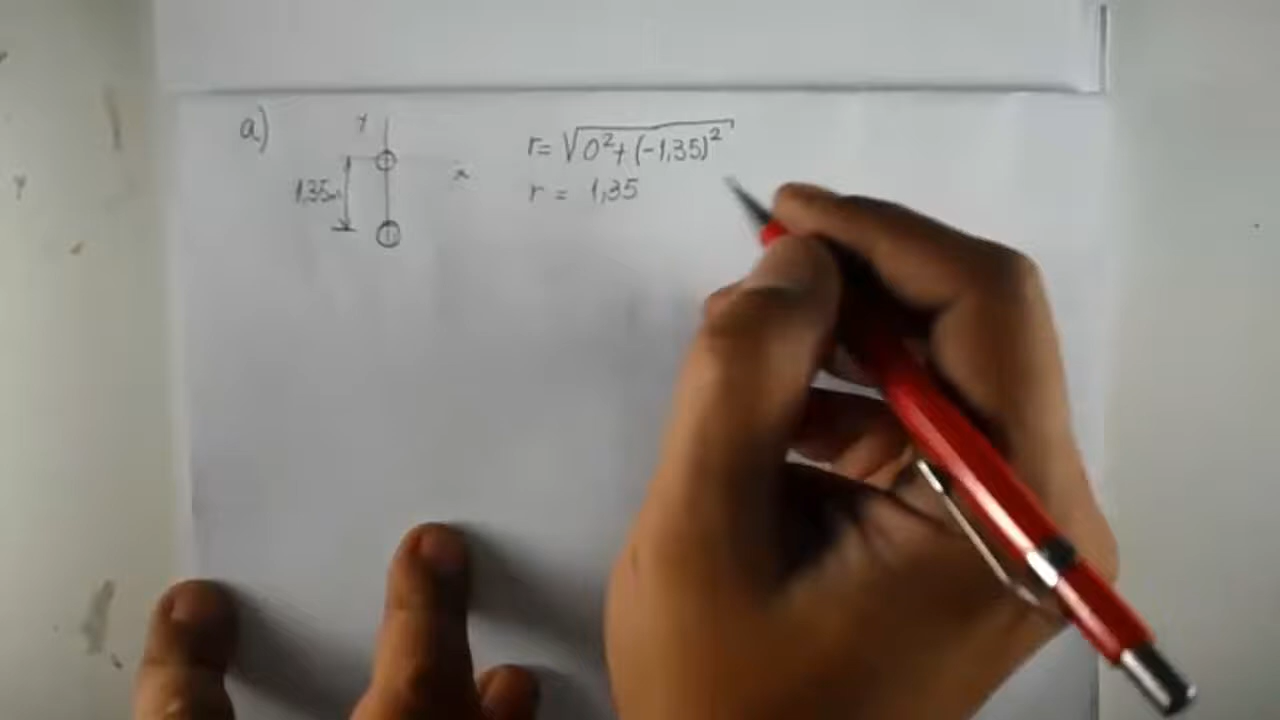 a)
Y
r = √0²+(-1,35)²
1,35m
x
r = 1,35